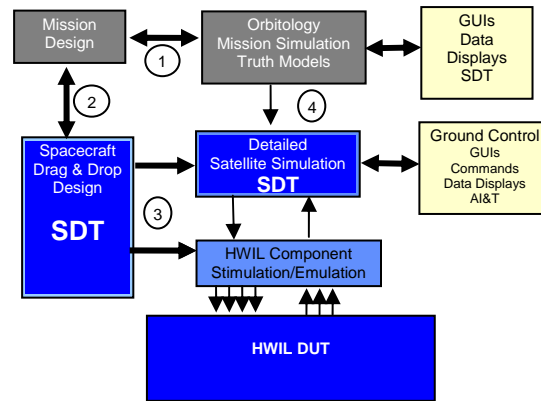 Mission
Design
1
Orbitology
Mission Simulation
Truth Models
GUIs
Data
Displays
SDT
2
4
Spacecraft
Drag & Drop
Design
SDT
Detailed
Satellite Simulation
SDT
Ground Control
GUIs
Commands
Data Displays
AI&T
3
HWIL Component
Stimulation/Emulation
HWIL DUT